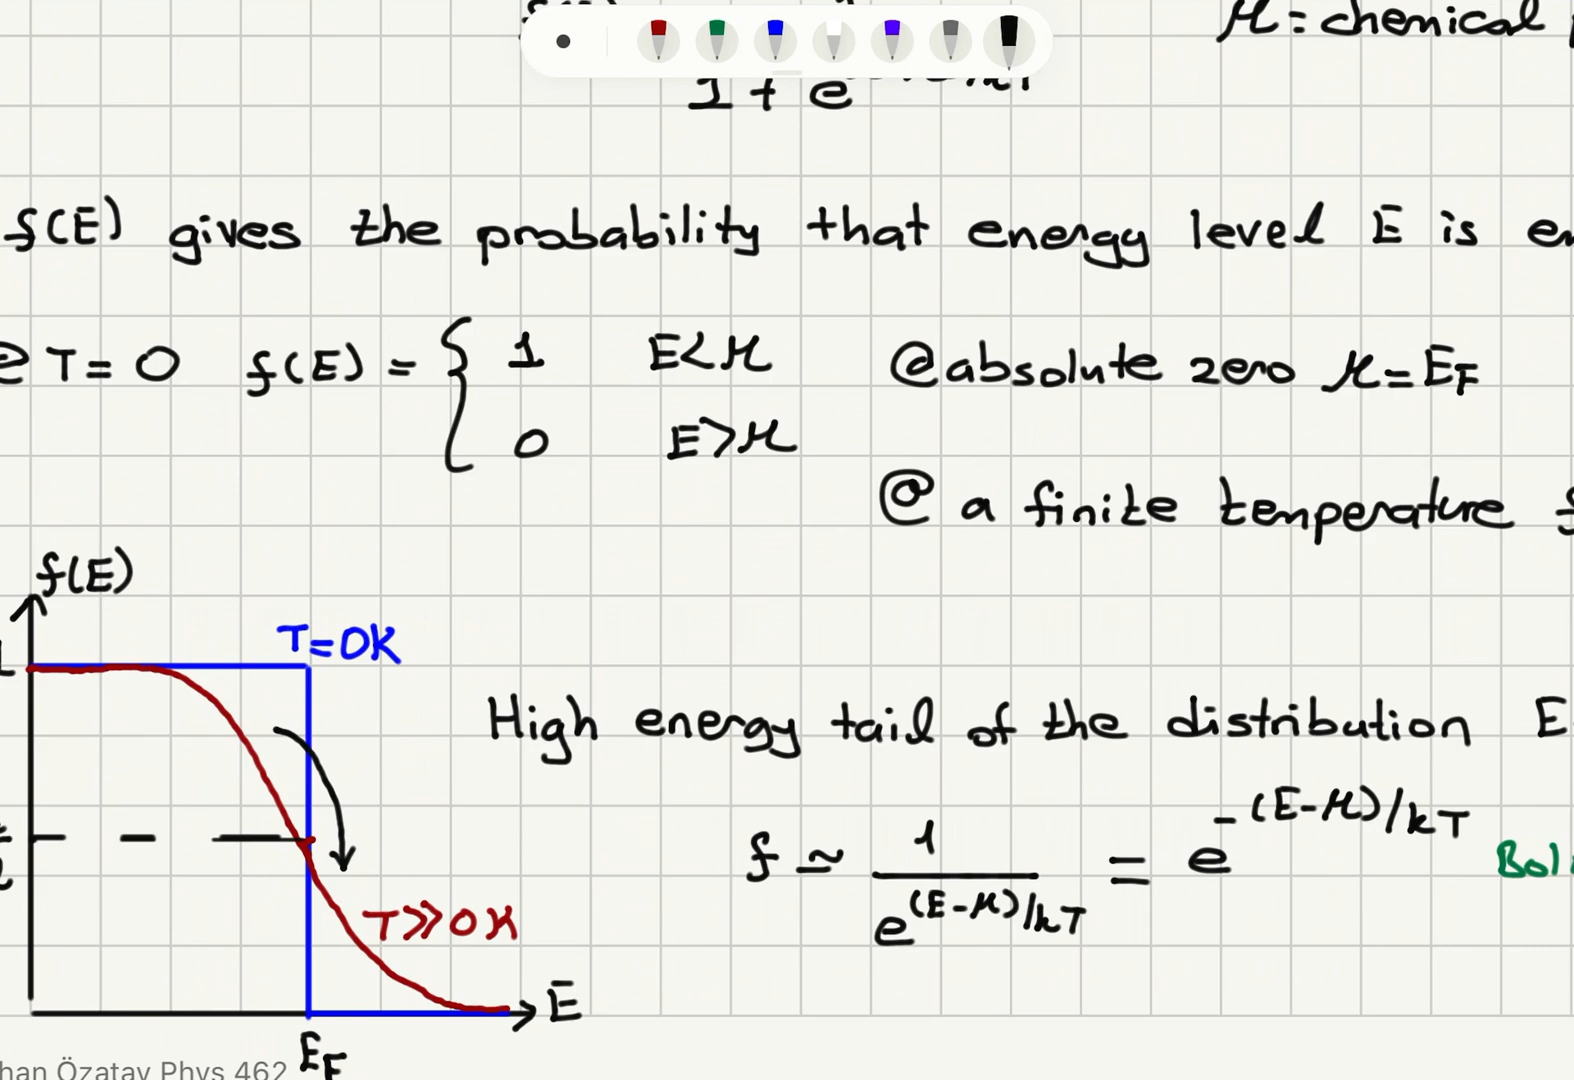 μ = chemical
1 + e
f(E) gives the probability that energy level E is
@ T = 0 f(E) = { 1 E<μ @absolute zero μ = E_F
0 E>μ
@ a finite temperature
f(E)
T=0K
1
High energy tail of the distribution E
f ≃ 1 / e^(E-μ)/kT = e^-(E-μ)/kT
T≫0K
E
E_F
Özatay Phys 462